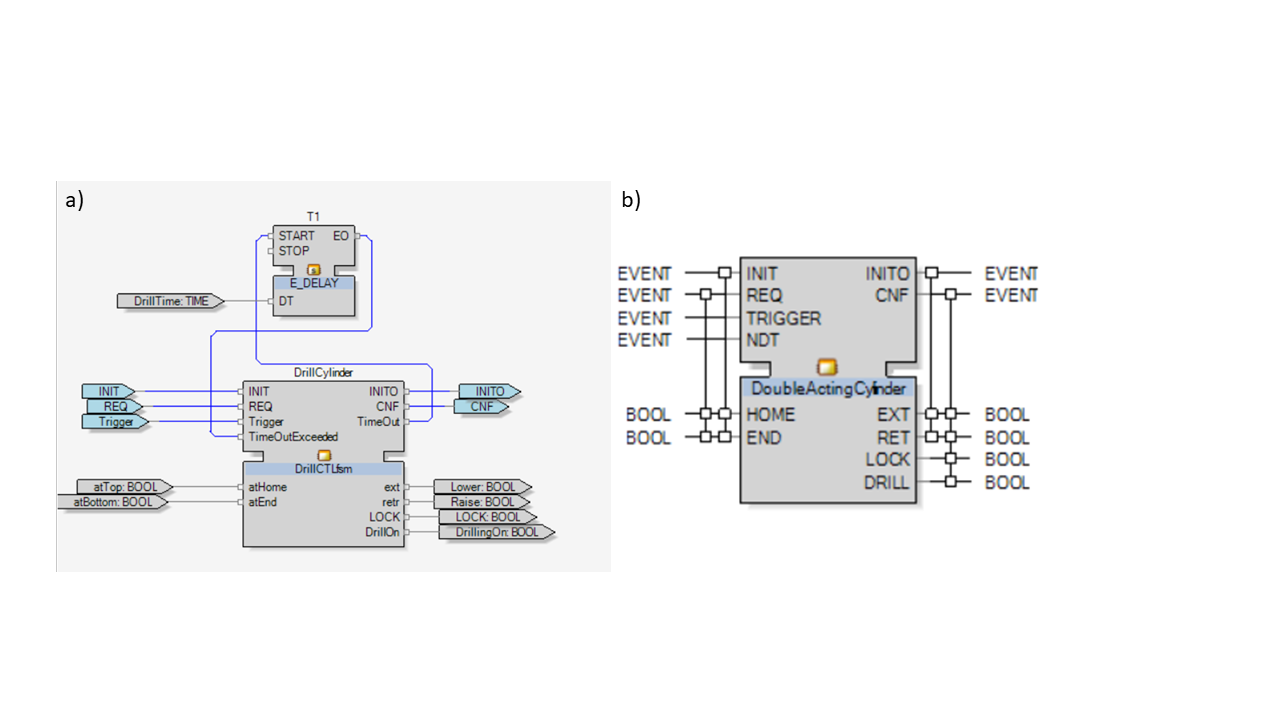 a)
T1
START EO
STOP
E_DELAY
DrillTime: TIME
DT
DrillCylinder
INIT
INIT
INITO
INITO
REQ
REQ
CNF
CNF
Trigger
Trigger
TimeOut
TimeOutExceeded
DrillCTLfsm
atTop: BOOL
atHome
ext
Lower: BOOL
atBottom: BOOL
atEnd
retr
Raise: BOOL
LOCK
LOCK: BOOL
DrillOn
DrillingOn: BOOL
b)
EVENT
INIT
INITO
EVENT
EVENT
REQ
CNF
EVENT
EVENT
TRIGGER
EVENT
NDT
DoubleActingCylinder
BOOL
HOME
EXT
BOOL
BOOL
END
RET
BOOL
LOCK
BOOL
DRILL
BOOL